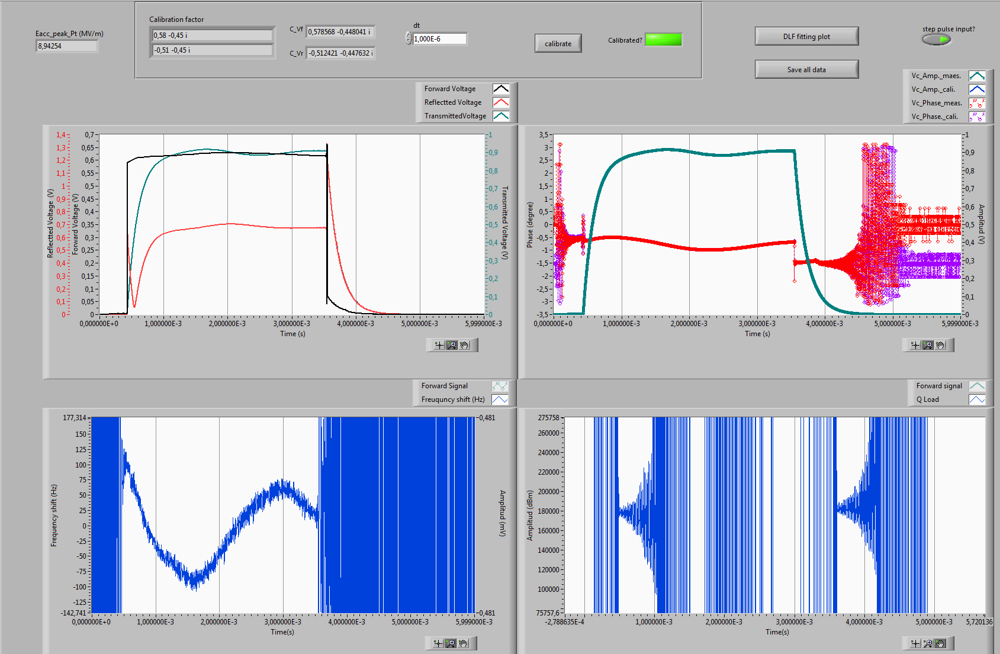 Eacc_peak_Pt (MV/m)
8,94254
Calibration factor
0,58 -0,45 i
-0,51 -0,45 i
C_Vf
0,578568 -0,448041 i
C_Vr
-0,512421 -0,447632 i
dt
1,000E-6
calibrate
Calibrated?
DLF fitting plot
Save all data
step pulse input?
Forward Voltage
Reflectted Voltage
TransmittedVoltage
Vc_Amp._maes.
Vc_Amp._cali.
Vc_Phase_meas.
Vc_Phase._cali.
Reflectted Voltage (V)
1,4
1,3
1,2
1,1
1
0,9
0,8
0,7
0,6
0,5
0,4
0,3
0,2
0,1
0
Forward Voltage (V)
0,7
0,65
0,6
0,55
0,5
0,45
0,4
0,35
0,3
0,25
0,2
0,15
0,1
0,05
0
Transmitted Voltage (V)
1
0,9
0,8
0,7
0,6
0,5
0,4
0,3
0,2
0,1
0
0,000000E+0 1,000000E-3 2,000000E-3 3,000000E-3 4,000000E-3 5,000000E-3 5,999000E-3
Time (s)
Phase (degree)
3,5
3
2,5
2
1,5
1
0,5
0
-0,5
-1
-1,5
-2
-2,5
-3
-3,5
Amplitud (V)
1
0,9
0,8
0,7
0,6
0,5
0,4
0,3
0,2
0,1
0
0,000000E+0 1,000000E-3 2,000000E-3 3,000000E-3 4,000000E-3 5,000000E-3 5,999000E-3
Time (s)
Forward Signal
Freuquncy shift (Hz)
Frequency shift (Hz)
177,314
150
125
100
75
50
25
0
-25
-50
-75
-100
-125
-142,741
Amplitud (mV)
0,481
-0,481
0,000000E+0 1,000000E-3 2,000000E-3 3,000000E-3 4,000000E-3 5,000000E-3 5,999000E-3
Time(s)
Forward signal
Q Load
Amplitud (dBm)
275758
260000
240000
220000
200000
180000
160000
140000
120000
100000
75757,6
-2,788635E-4 1,000000E-3 2,000000E-3 3,000000E-3 4,000000E-3 5,000000E-3 5,720136
Time(s)